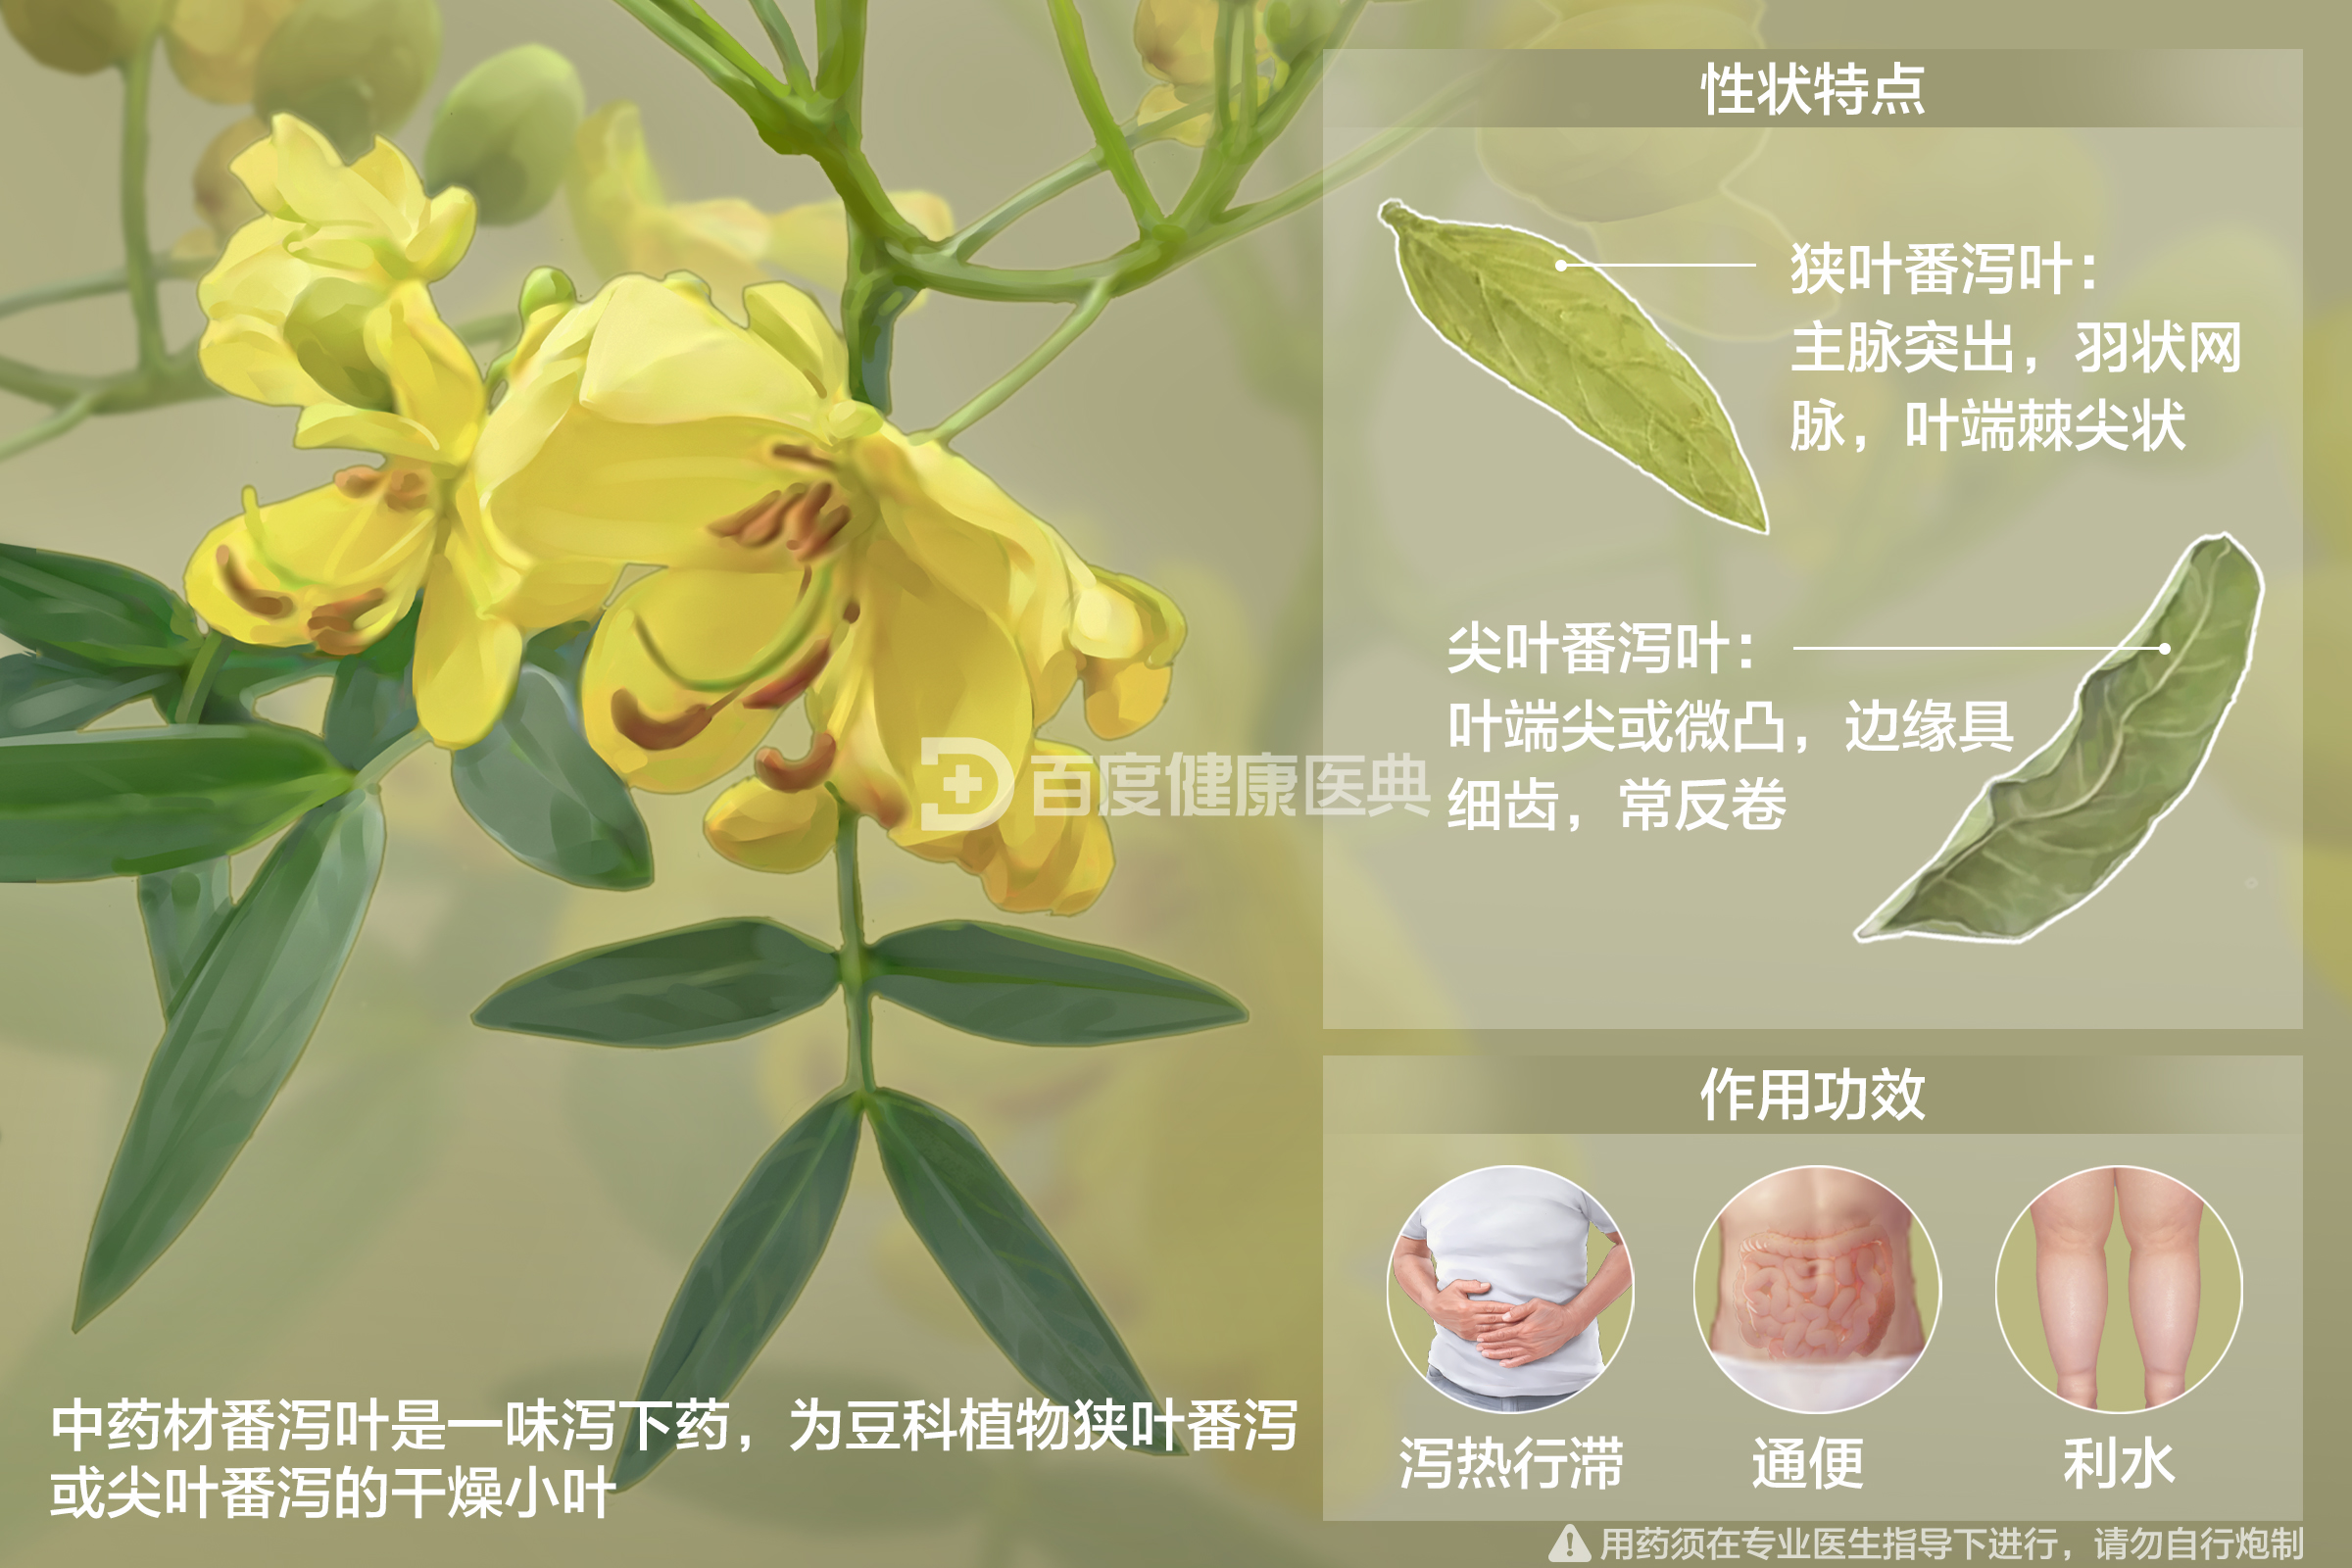 性状特点
狭叶番泻叶：
主脉突出，羽状网
脉，叶端棘尖状
尖叶番泻叶：
叶端尖或微凸，边缘具
细齿，常反卷
百度健康医典
作用功效
泻热行滞
通便
利水
中药材番泻叶是一味泻下药，为豆科植物狭叶番泻
或尖叶番泻的干燥小叶
用药须在专业医生指导下进行，请勿自行炮制